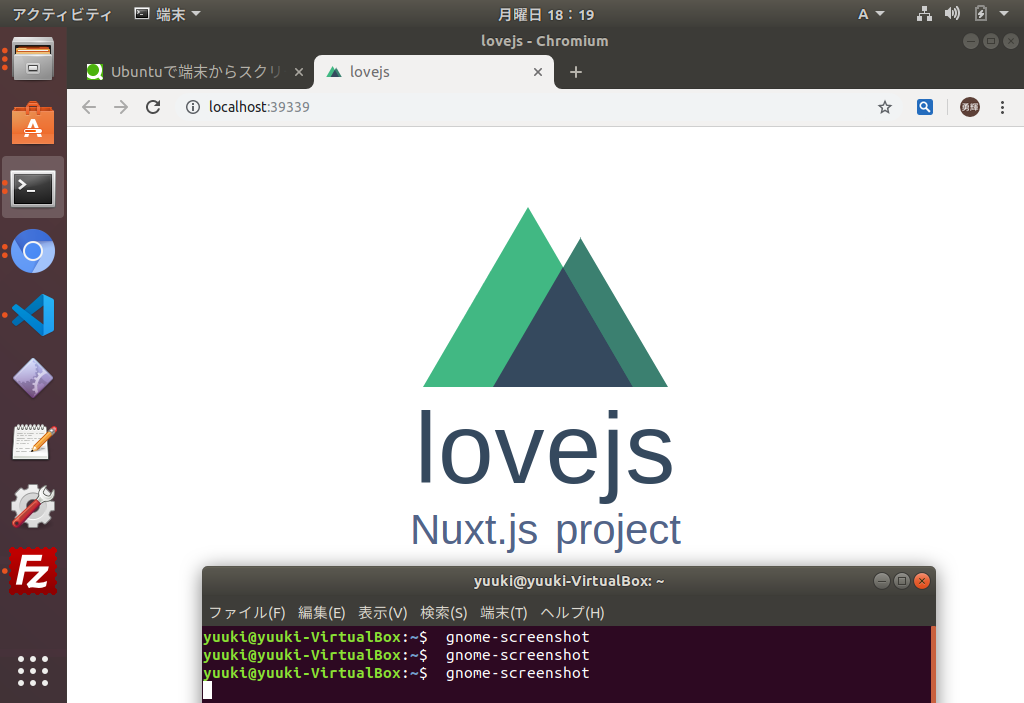 アクティビティ 端末 月曜日 18：19 A
lovejs - Chromium
Ubuntuで端末からスクリ lovejs
localhost:39339 勇輝
lovejs
Nuxt.js project
yuuki@yuuki-VirtualBox: ~
ファイル(F) 編集(E) 表示(V) 検索(S) 端末(T) ヘルプ(H)
yuuki@yuuki-VirtualBox:~$ gnome-screenshot
yuuki@yuuki-VirtualBox:~$ gnome-screenshot
yuuki@yuuki-VirtualBox:~$ gnome-screenshot